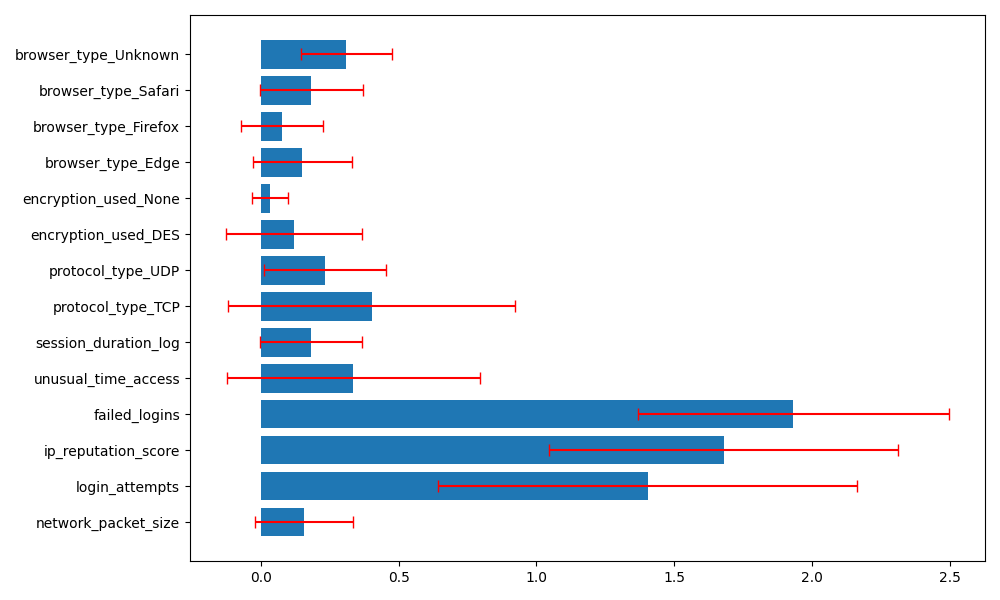 browser_type_Unknown
browser_type_Safari
browser_type_Firefox
browser_type_Edge
encryption_used_None
encryption_used_DES
protocol_type_UDP
protocol_type_TCP
session_duration_log
unusual_time_access
failed_logins
ip_reputation_score
login_attempts
network_packet_size
0.0 0.5 1.0 1.5 2.0 2.5